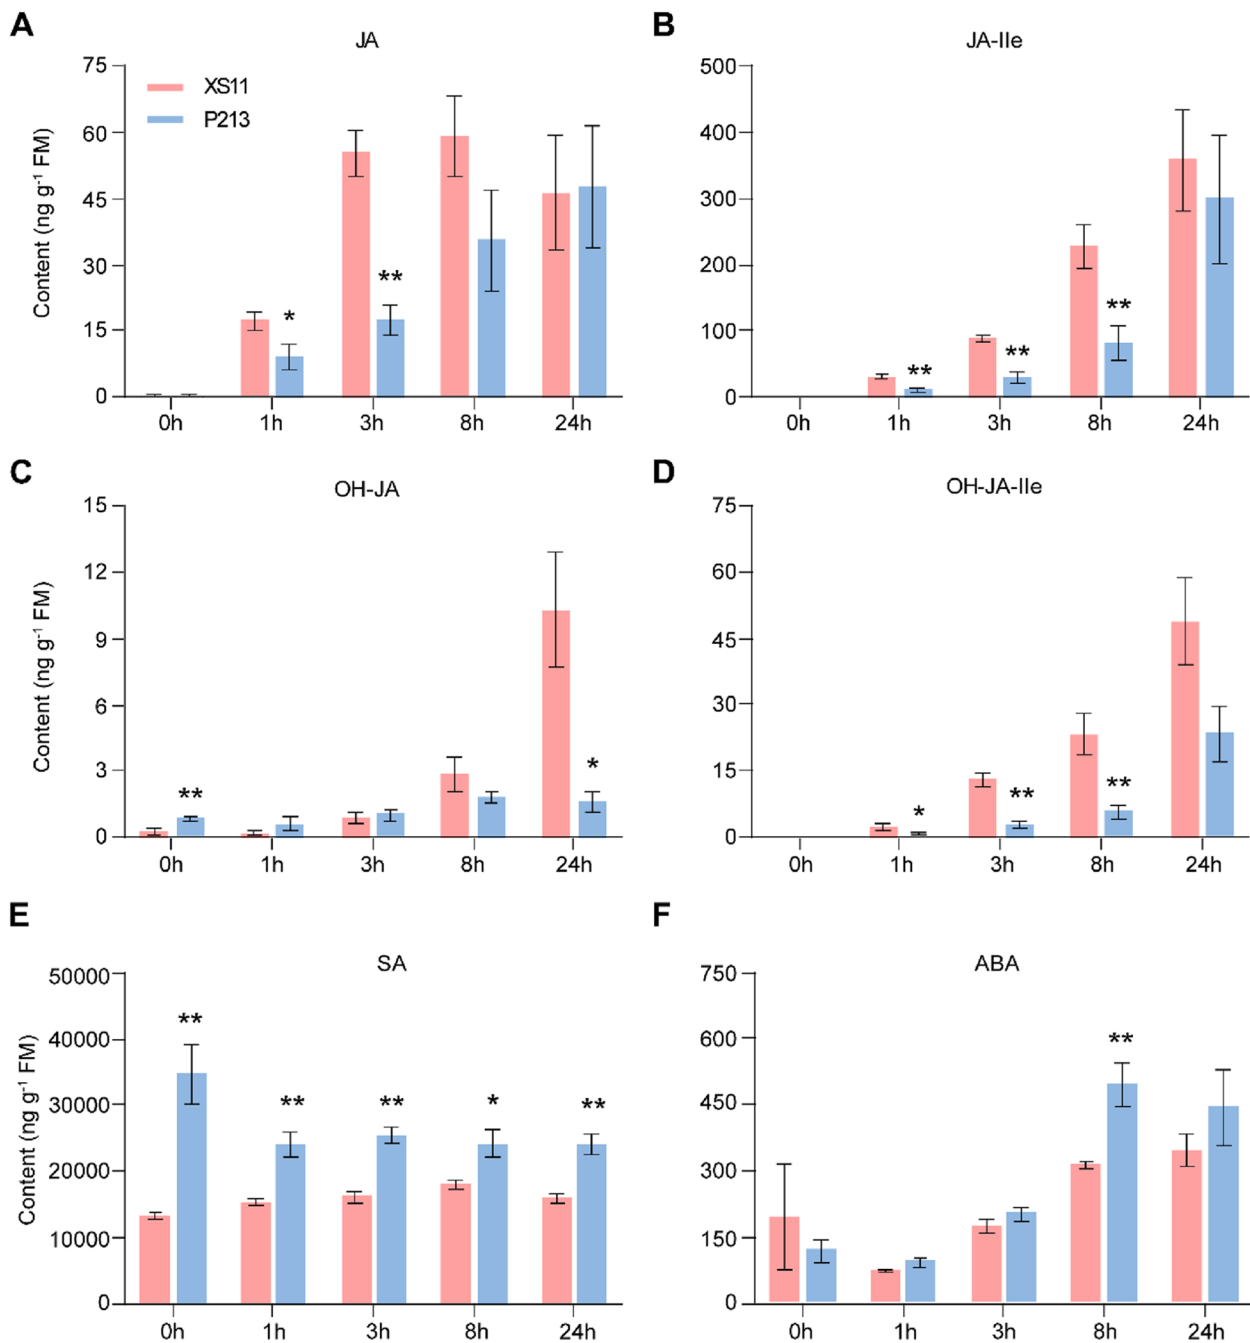 A
JA
75
60
45
30
15
0
Content (ng g⁻¹ FM)
XS11
P213
*
**
0h 1h 3h 8h 24h
B
JA-Ile
500
400
300
200
100
0
**
**
**
0h 1h 3h 8h 24h
C
OH-JA
15
12
9
6
3
0
Content (ng g⁻¹ FM)
**
*
0h 1h 3h 8h 24h
D
OH-JA-Ile
75
60
45
30
15
0
*
**
**
0h 1h 3h 8h 24h
E
SA
50000
40000
30000
20000
10000
0
Content (ng g⁻¹ FM)
**
**
**
*
**
0h 1h 3h 8h 24h
F
ABA
750
600
450
300
150
0
**
0h 1h 3h 8h 24h